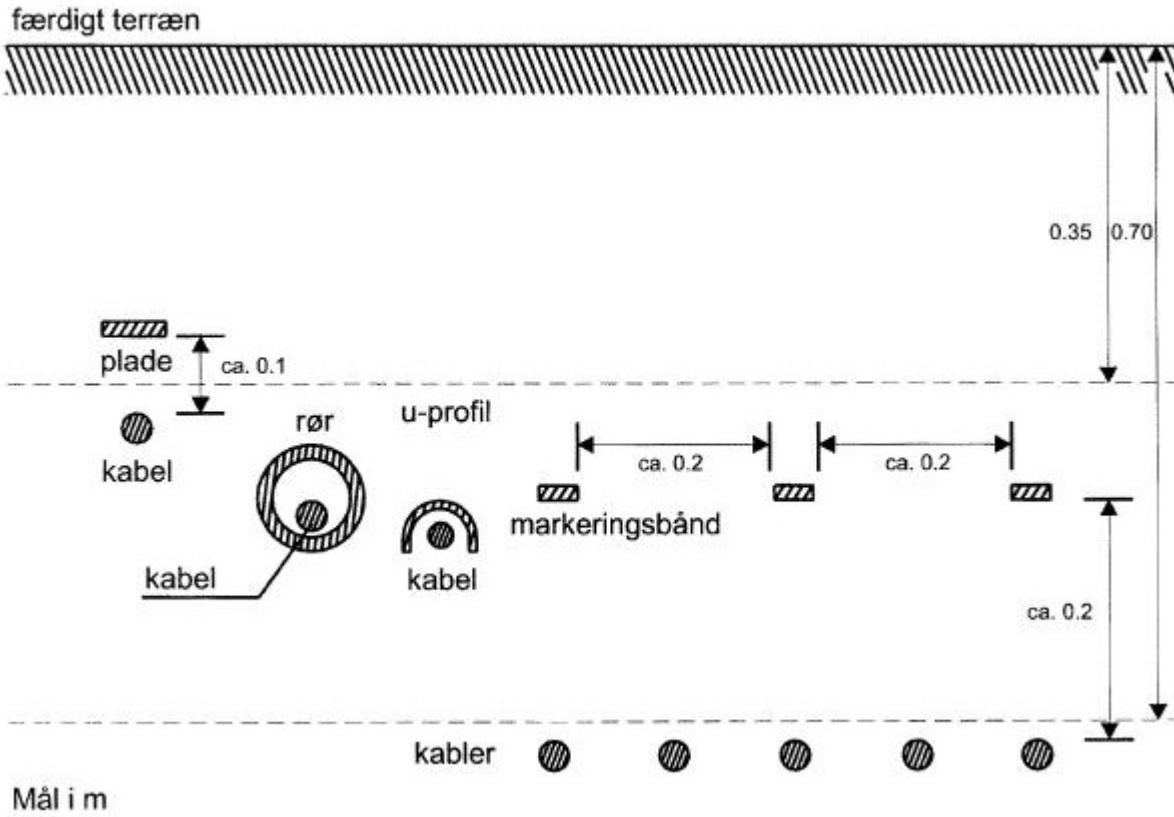 færdigt terræn
0.35
0.70
plade
ca. 0.1
rør
u-profil
kabel
ca. 0.2
ca. 0.2
markeringsbånd
kabel
kabel
ca. 0.2
kabler
Mål i m